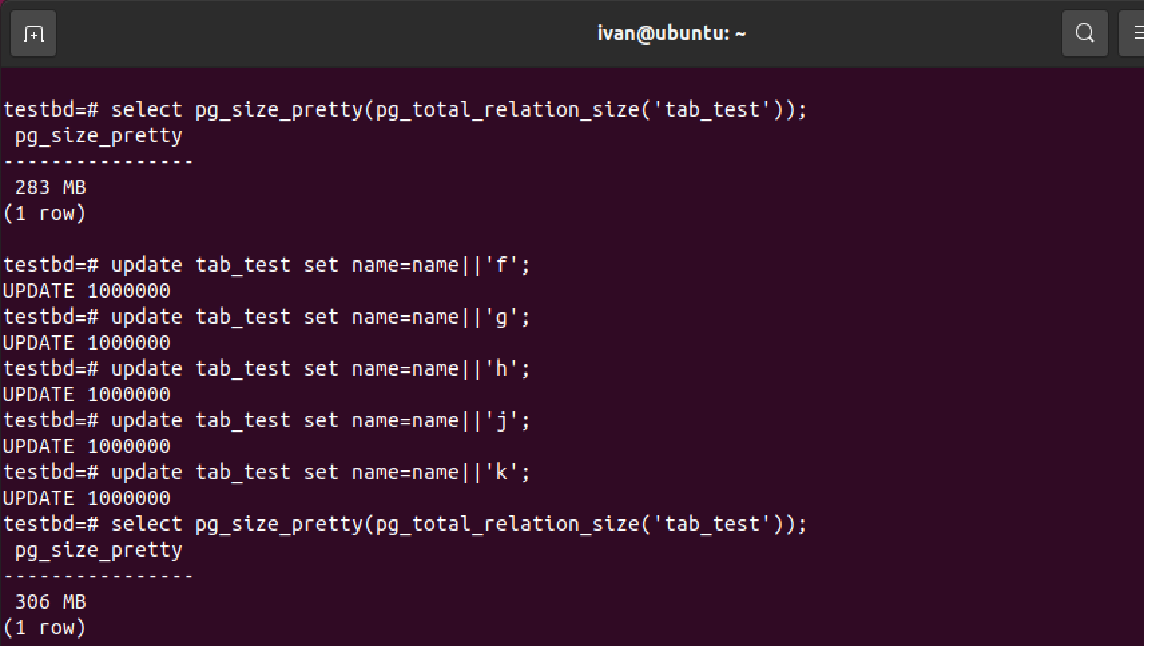 ivan@ubuntu: ~
testbd=# select pg_size_pretty(pg_total_relation_size('tab_test'));
 pg_size_pretty
----------------
 283 MB
(1 row)

testbd=# update tab_test set name=name||'f';
UPDATE 1000000
testbd=# update tab_test set name=name||'g';
UPDATE 1000000
testbd=# update tab_test set name=name||'h';
UPDATE 1000000
testbd=# update tab_test set name=name||'j';
UPDATE 1000000
testbd=# update tab_test set name=name||'k';
UPDATE 1000000
testbd=# select pg_size_pretty(pg_total_relation_size('tab_test'));
 pg_size_pretty
----------------
 306 MB
(1 row)